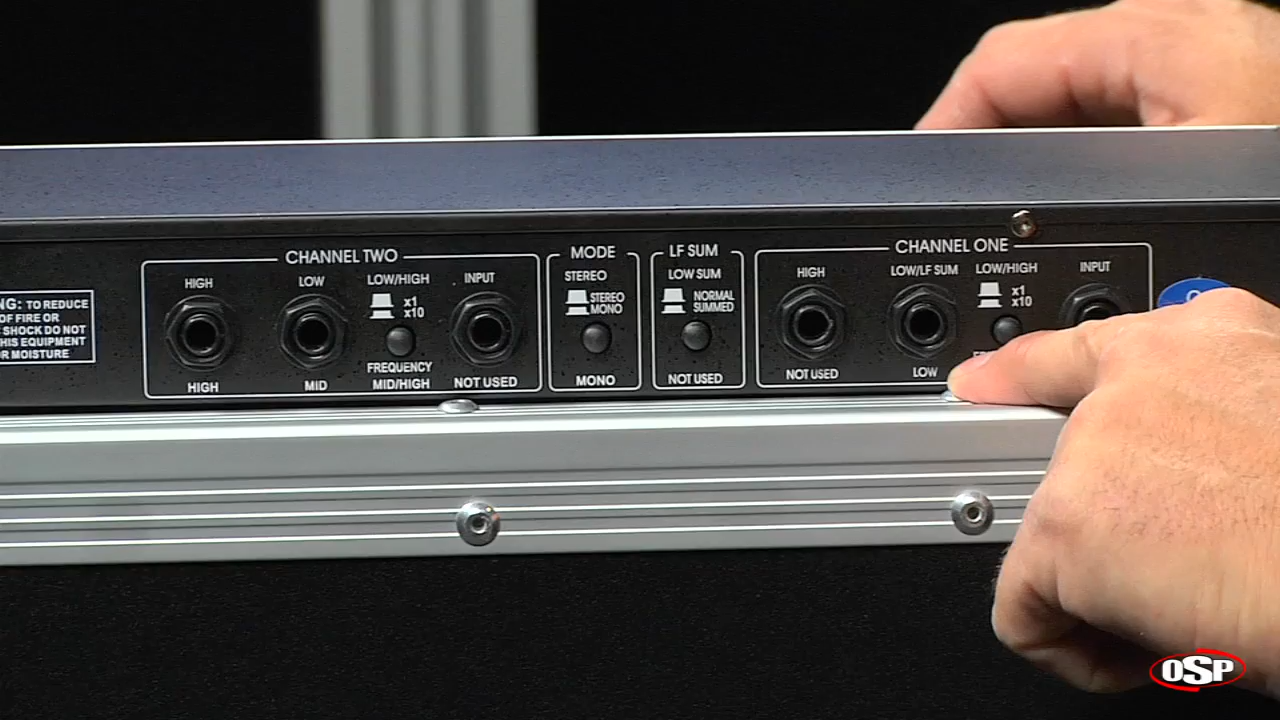 NG: TO REDUCE
OF FIRE OR
SHOCK DO NOT
THIS EQUIPMENT
OR MOISTURE
CHANNEL TWO
HIGH
LOW
LOW/HIGH
x1
x10
INPUT
FREQUENCY
HIGH
MID
MID/HIGH
NOT USED
MODE
STEREO
STEREO
MONO
MONO
LF SUM
LOW SUM
NORMAL
SUMMED
NOT USED
CHANNEL ONE
HIGH
LOW/LF SUM
LOW/HIGH
x1
x10
INPUT
NOT USED
LOW
OSP